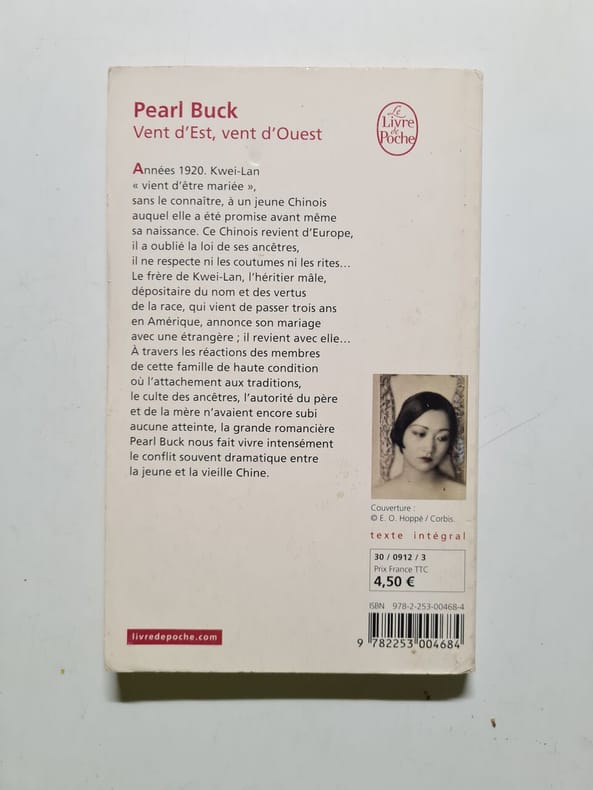 Pearl Buck
Vent d'Est, vent d'Ouest
Le
Livre
de
Poche
Années 1920. Kwei-Lan
« vient d'être mariée »,
sans le connaître, à un jeune Chinois
auquel elle a été promise avant même
sa naissance. Ce Chinois revient d'Europe,
il a oublié la loi de ses ancêtres,
il ne respecte ni les coutumes ni les rites…
Le frère de Kwei-Lan, l'héritier mâle,
dépositaire du nom et des vertus
de la race, qui vient de passer trois ans
en Amérique, annonce son mariage
avec une étrangère ; il revient avec elle…
À travers les réactions des membres
de cette famille de haute condition
où l'attachement aux traditions,
le culte des ancêtres, l'autorité du père
et de la mère n'avaient encore subi
aucune atteinte, la grande romancière
Pearl Buck nous fait vivre intensément
le conflit souvent dramatique entre
la jeune et la vieille Chine.
Couverture :
© E. O. Hoppé / Corbis.
texte intégral
30 / 0912 / 3
Prix France TTC
4,50 €
ISBN 978-2-253-00468-4
9 782253 004684
livredepoche.com